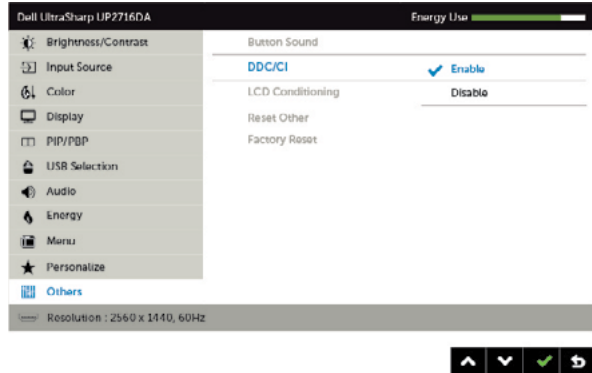 Dell UltraSharp UP2716DA Energy Use
Brightness/Contrast Button Sound
Input Source DDC/CI Enable
Color LCD Conditioning Disable
Display Reset Other
PIP/PBP Factory Reset
USB Selection
Audio
Energy
Menu
Personalize
Others
Resolution : 2560 x 1440, 60Hz